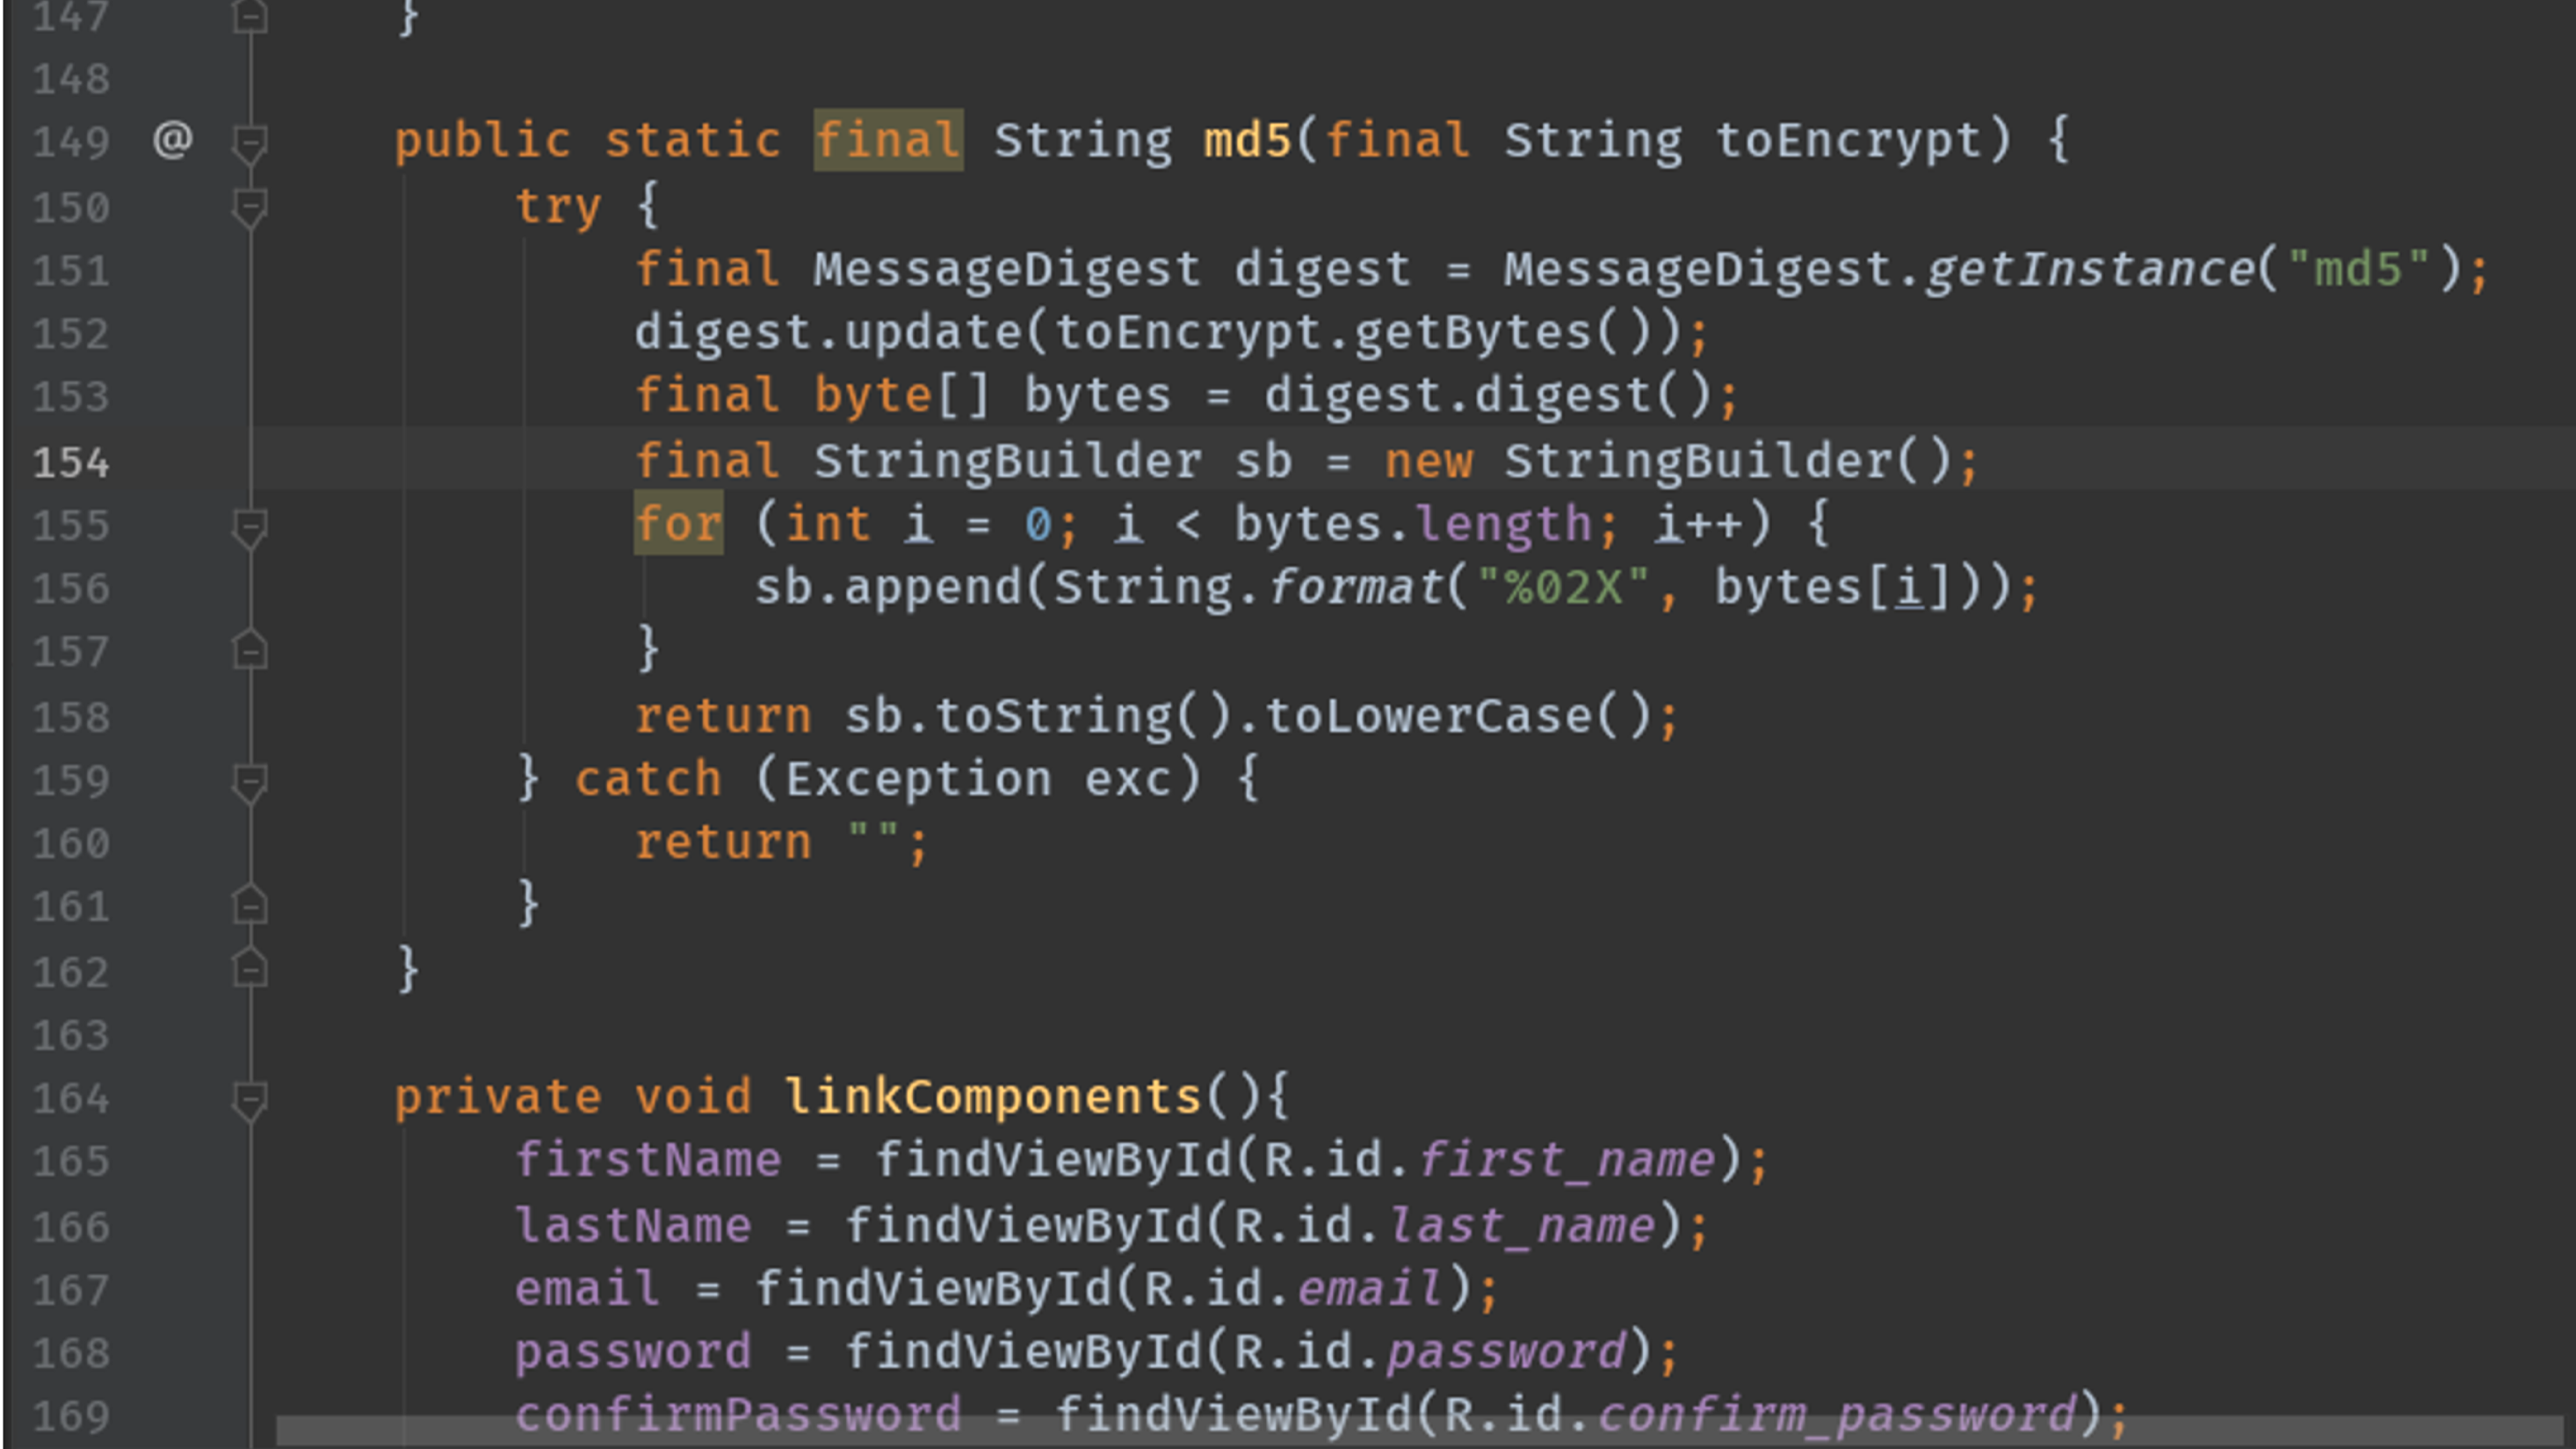 147 }
148
149 @ public static final String md5(final String toEncrypt) {
150 try {
151 final MessageDigest digest = MessageDigest.getInstance("md5");
152 digest.update(toEncrypt.getBytes());
153 final byte[] bytes = digest.digest();
154 final StringBuilder sb = new StringBuilder();
155 for (int i = 0; i < bytes.length; i++) {
156 sb.append(String.format("%02X", bytes[i]));
157 }
158 return sb.toString().toLowerCase();
159 } catch (Exception exc) {
160 return "";
161 }
162 }
163
164 private void linkComponents(){
165 firstName = findViewById(R.id.first_name);
166 lastName = findViewById(R.id.last_name);
167 email = findViewById(R.id.email);
168 password = findViewById(R.id.password);
169 confirmPassword = findViewById(R.id.confirm_password);